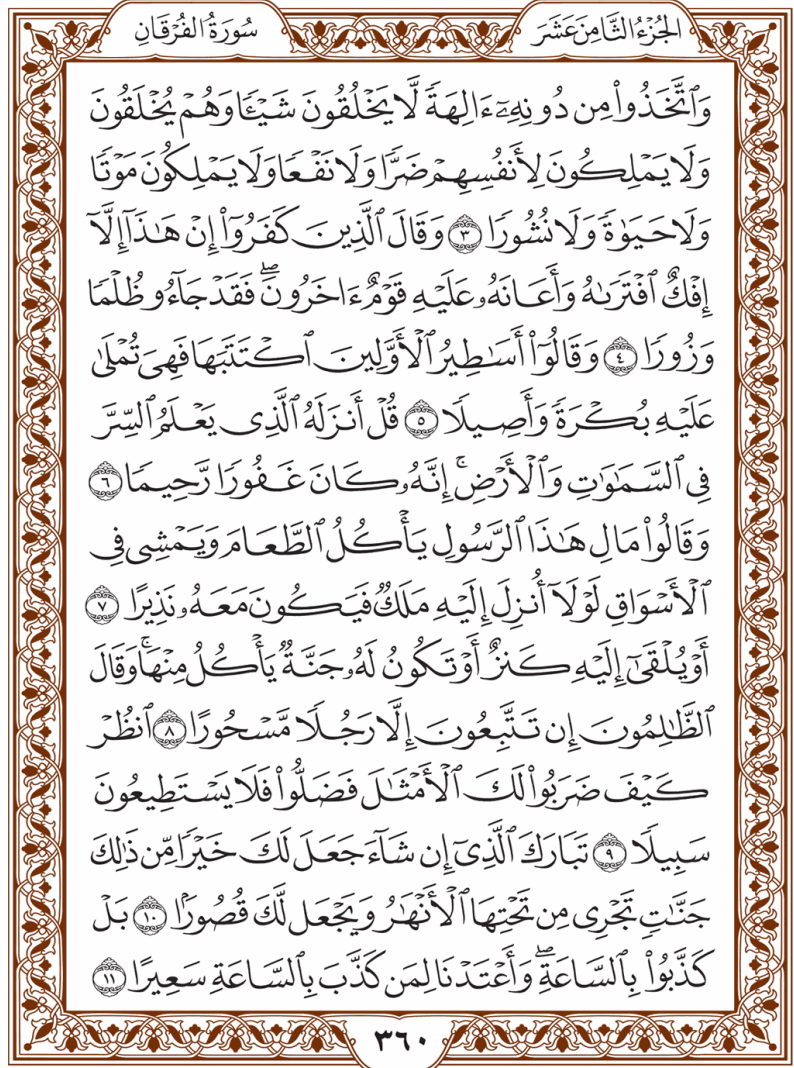 الجُزْءُ الثَّامِنَ عَشَرَ
سُورَةُ الفُرْقَانِ
وَٱتَّخَذُوا۟ مِن دُونِهِۦٓ ءَالِهَةً لَّا يَخْلُقُونَ شَيْـًٔا وَهُمْ يُخْلَقُونَ
وَلَا يَمْلِكُونَ لِأَنفُسِهِمْ ضَرًّا وَلَا نَفْعًا وَلَا يَمْلِكُونَ مَوْتًا
وَلَا حَيَوٰةً وَلَا نُشُورًا ٣ وَقَالَ ٱلَّذِينَ كَفَرُوٓا۟ إِنْ هَٰذَآ إِلَّآ
إِفْكٌ ٱفْتَرَىٰهُ وَأَعَانَهُۥ عَلَيْهِ قَوْمٌ ءَاخَرُونَ ۖ فَقَدْ جَآءُو ظُلْمًا
وَزُورًا ٤ وَقَالُوٓا۟ أَسَٰطِيرُ ٱلْأَوَّلِينَ ٱكْتَتَبَهَا فَهِىَ تُمْلَىٰ
عَلَيْهِ بُكْرَةً وَأَصِيلًا ٥ قُلْ أَنزَلَهُ ٱلَّذِى يَعْلَمُ ٱلسِّرَّ
فِى ٱلسَّمَٰوَٰتِ وَٱلْأَرْضِ ۚ إِنَّهُۥ كَانَ غَفُورًا رَّحِيمًا ٦
وَقَالُوا۟ مَالِ هَٰذَا ٱلرَّسُولِ يَأْكُلُ ٱلطَّعَامَ وَيَمْشِى فِى
ٱلْأَسْوَاقِ لَوْلَآ أُنزِلَ إِلَيْهِ مَلَكٌ فَيَكُونَ مَعَهُۥ نَذِيرًا ٧
أَوْ يُلْقَىٰٓ إِلَيْهِ كَنزٌ أَوْ تَكُونُ لَهُۥ جَنَّةٌ يَأْكُلُ مِنْهَا ۚ وَقَالَ
ٱلظَّٰلِمُونَ إِن تَتَّبِعُونَ إِلَّا رَجُلًا مَّسْحُورًا ٨ ٱنظُرْ
كَيْفَ ضَرَبُوا۟ لَكَ ٱلْأَمْثَٰلَ فَضَلُّوا۟ فَلَا يَسْتَطِيعُونَ
سَبِيلًا ٩ تَبَارَكَ ٱلَّذِىٓ إِن شَآءَ جَعَلَ لَكَ خَيْرًا مِّن ذَٰلِكَ
جَنَّٰتٍ تَجْرِى مِن تَحْتِهَا ٱلْأَنْهَٰرُ وَيَجْعَل لَّكَ قُصُورًۢا ١٠ بَلْ
كَذَّبُوا۟ بِٱلسَّاعَةِ ۖ وَأَعْتَدْنَا لِمَن كَذَّبَ بِٱلسَّاعَةِ سَعِيرًا ١١
٣٦٠